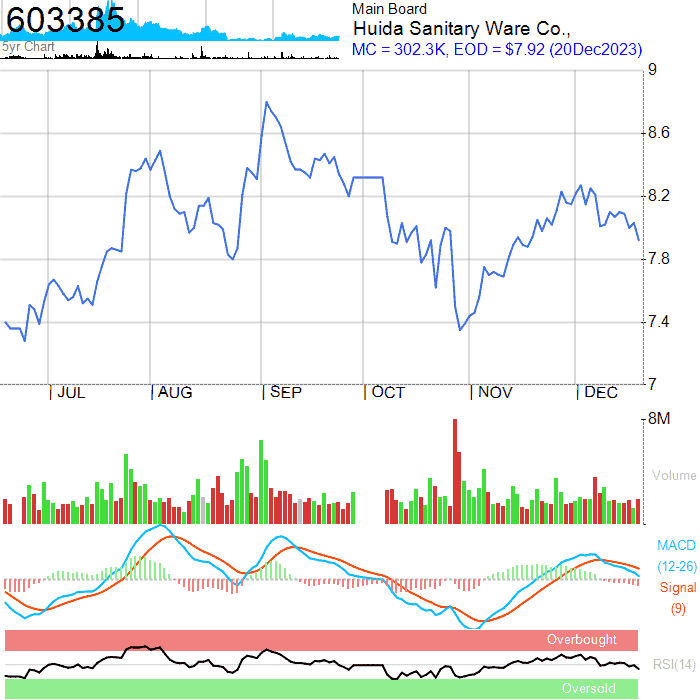 603385
5yr Chart
Main Board
Huida Sanitary Ware Co.,
MC = 302.3K, EOD = $7.92 (20Dec2023)
9
8.6
8.2
7.8
7.4
7
| JUL | AUG | SEP | OCT | NOV | DEC
8M
Volume
MACD
(12-26)
Signal
(9)
Overbought
RSI(14)
Oversold